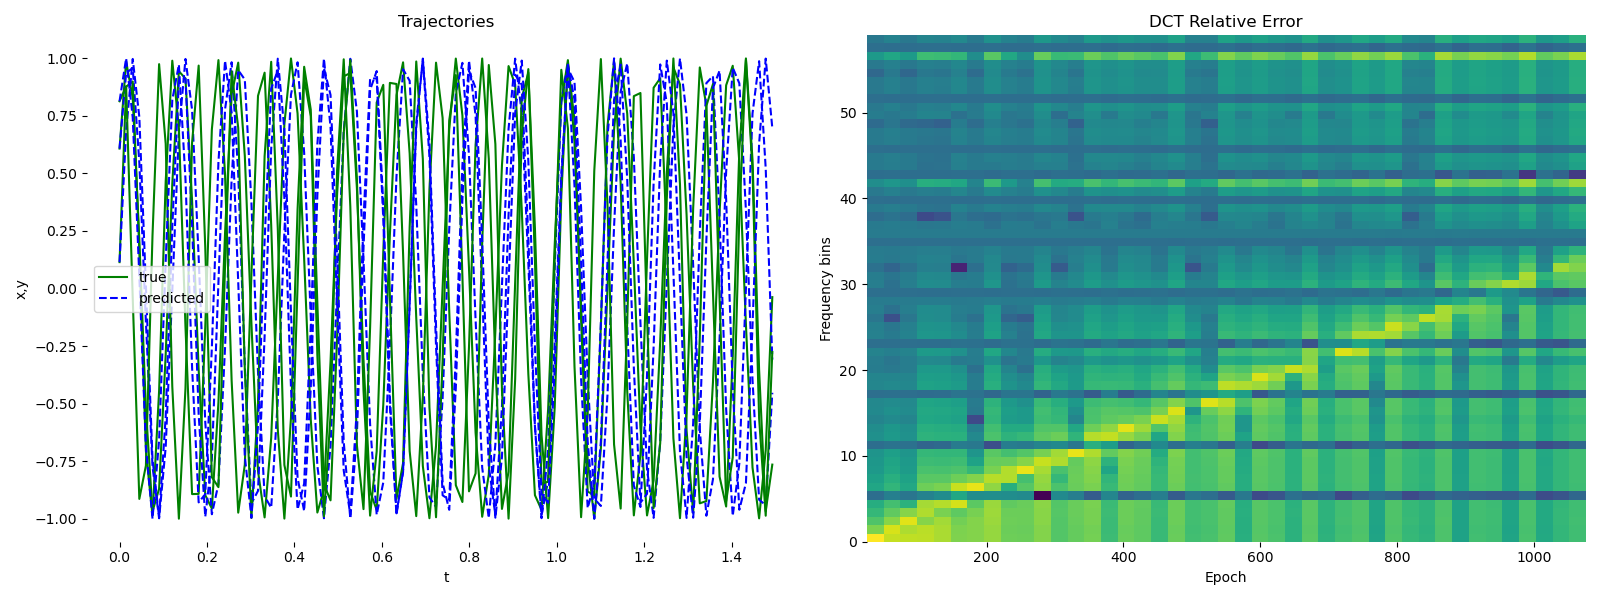 Trajectories
1.00
0.75
0.50
0.25
0.00
−0.25
−0.50
−0.75
−1.00
x,y
true
predicted
0.0 0.2 0.4 0.6 0.8 1.0 1.2 1.4
t
DCT Relative Error
50
40
30
20
10
0
Frequency bins
200 400 600 800 1000
Epoch